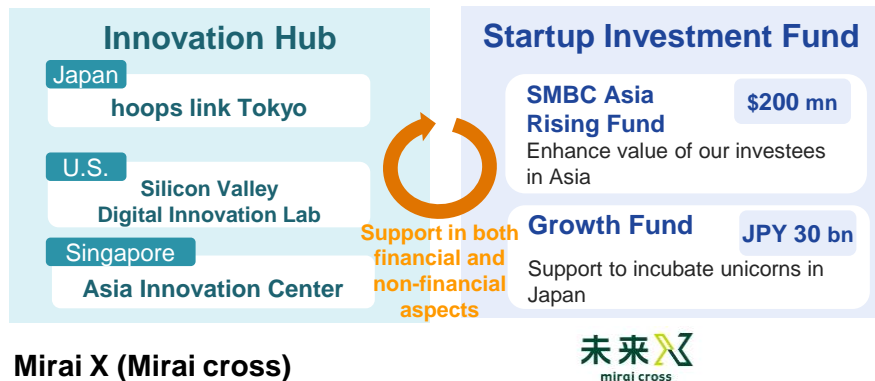 Innovation Hub
Japan
hoops link Tokyo
U.S.
Silicon Valley
Digital Innovation Lab
Singapore
Asia Innovation Center
Support in both
financial and
non-financial
aspects
Startup Investment Fund
SMBC Asia
Rising Fund
$200 mn
Enhance value of our investees
in Asia
Growth Fund
JPY 30 bn
Support to incubate unicorns in
Japan
Mirai X (Mirai cross)
未来X
mirai cross